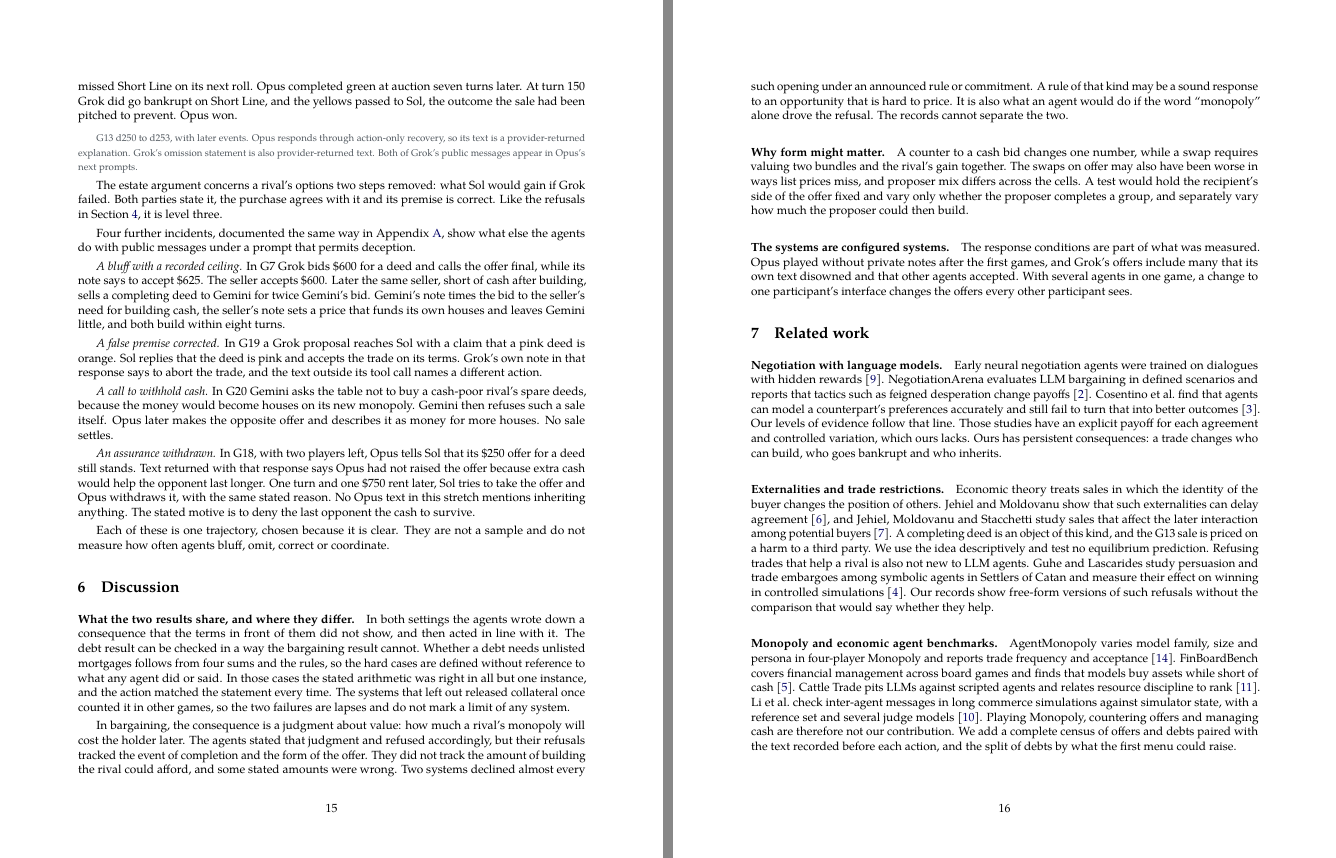 missed Short Line on its next roll. Opus completed green at auction seven turns later. At turn 150
Grok did go bankrupt on Short Line, and the yellows passed to Sol, the outcome the sale had been
pitched to prevent. Opus won.
G13 d250 to d253, with later events. Opus responds through action-only recovery, so its text is a provider-returned
explanation. Grok's omission statement is also provider-returned text. Both of Grok's public messages appear in Opus's
next prompts.
The estate argument concerns a rival's options two steps removed: what Sol would gain if Grok
failed. Both parties state it, the purchase agrees with it and its premise is correct. Like the refusals
in Section 4, it is level three.
Four further incidents, documented the same way in Appendix A, show what else the agents
do with public messages under a prompt that permits deception.
A bluff with a recorded ceiling. In G7 Grok bids $600 for a deed and calls the offer final, while its
note says to accept $625. The seller accepts $600. Later the same seller, short of cash after building,
sells a completing deed to Gemini for twice Gemini's bid. Gemini's note times the bid to the seller's
need for building cash, the seller's note sets a price that funds its own houses and leaves Gemini
little, and both build within eight turns.
A false premise corrected. In G19 a Grok proposal reaches Sol with a claim that a pink deed is
orange. Sol replies that the deed is pink and accepts the trade on its terms. Grok's own note in that
response says to abort the trade, and the text outside its tool call names a different action.
A call to withhold cash. In G20 Gemini asks the table not to buy a cash-poor rival's spare deeds,
because the money would become houses on its new monopoly. Gemini then refuses such a sale
itself. Opus later makes the opposite offer and describes it as money for more houses. No sale
settles.
An assurance withdrawn. In G18, with two players left, Opus tells Sol that its $250 offer for a deed
still stands. Text returned with that response says Opus had not raised the offer because extra cash
would help the opponent last longer. One turn and one $750 rent later, Sol tries to take the offer and
Opus withdraws it, with the same stated reason. No Opus text in this stretch mentions inheriting
anything. The stated motive is to deny the last opponent the cash to survive.
Each of these is one trajectory, chosen because it is clear. They are not a sample and do not
measure how often agents bluff, omit, correct or coordinate.
6 Discussion
What the two results share, and where they differ. In both settings the agents wrote down a
consequence that the terms in front of them did not show, and then acted in line with it. The
debt result can be checked in a way the bargaining result cannot. Whether a debt needs unlisted
mortgages follows from four sums and the rules, so the hard cases are defined without reference to
what any agent did or said. In those cases the stated arithmetic was right in all but one instance,
and the action matched the statement every time. The systems that left out released collateral once
counted it in other games, so the two failures are lapses and do not mark a limit of any system.
In bargaining, the consequence is a judgment about value: how much a rival's monopoly will
cost the holder later. The agents stated that judgment and refused accordingly, but their refusals
tracked the event of completion and the form of the offer. They did not track the amount of building
the rival could afford, and some stated amounts were wrong. Two systems declined almost every
15
such opening under an announced rule or commitment. A rule of that kind may be a sound response
to an opportunity that is hard to price. It is also what an agent would do if the word "monopoly"
alone drove the refusal. The records cannot separate the two.
Why form might matter. A counter to a cash bid changes one number, while a swap requires
valuing two bundles and the rival's gain together. The swaps on offer may also have been worse in
ways list prices miss, and proposer mix differs across the cells. A test would hold the recipient's
side of the offer fixed and vary only whether the proposer completes a group, and separately vary
how much the proposer could then build.
The systems are configured systems. The response conditions are part of what was measured.
Opus played without private notes after the first games, and Grok's offers include many that its
own text disowned and that other agents accepted. With several agents in one game, a change to
one participant's interface changes the offers every other participant sees.
7 Related work
Negotiation with language models. Early neural negotiation agents were trained on dialogues
with hidden rewards [9]. NegotiationArena evaluates LLM bargaining in defined scenarios and
reports that tactics such as feigned desperation change payoffs [2]. Cosentino et al. find that agents
can model a counterpart's preferences accurately and still fail to turn that into better outcomes [3].
Our levels of evidence follow that line. Those studies have an explicit payoff for each agreement
and controlled variation, which ours lacks. Ours has persistent consequences: a trade changes who
can build, who goes bankrupt and who inherits.
Externalities and trade restrictions. Economic theory treats sales in which the identity of the
buyer changes the position of others. Jehiel and Moldovanu show that such externalities can delay
agreement [6], and Jehiel, Moldovanu and Stacchetti study sales that affect the later interaction
among potential buyers [7]. A completing deed is an object of this kind, and the G13 sale is priced on
a harm to a third party. We use the idea descriptively and test no equilibrium prediction. Refusing
trades that help a rival is also not new to LLM agents. Guhe and Lascarides study persuasion and
trade embargoes among symbolic agents in Settlers of Catan and measure their effect on winning
in controlled simulations [4]. Our records show free-form versions of such refusals without the
comparison that would say whether they help.
Monopoly and economic agent benchmarks. AgentMonopoly varies model family, size and
persona in four-player Monopoly and reports trade frequency and acceptance [14]. FinBoardBench
covers financial management across board games and finds that models buy assets while short of
cash [5]. Cattle Trade pits LLMs against scripted agents and relates resource discipline to rank [11].
Li et al. check inter-agent messages in long commerce simulations against simulator state, with a
reference set and several judge models [10]. Playing Monopoly, countering offers and managing
cash are therefore not our contribution. We add a complete census of offers and debts paired with
the text recorded before each action, and the split of debts by what the first menu could raise.
16